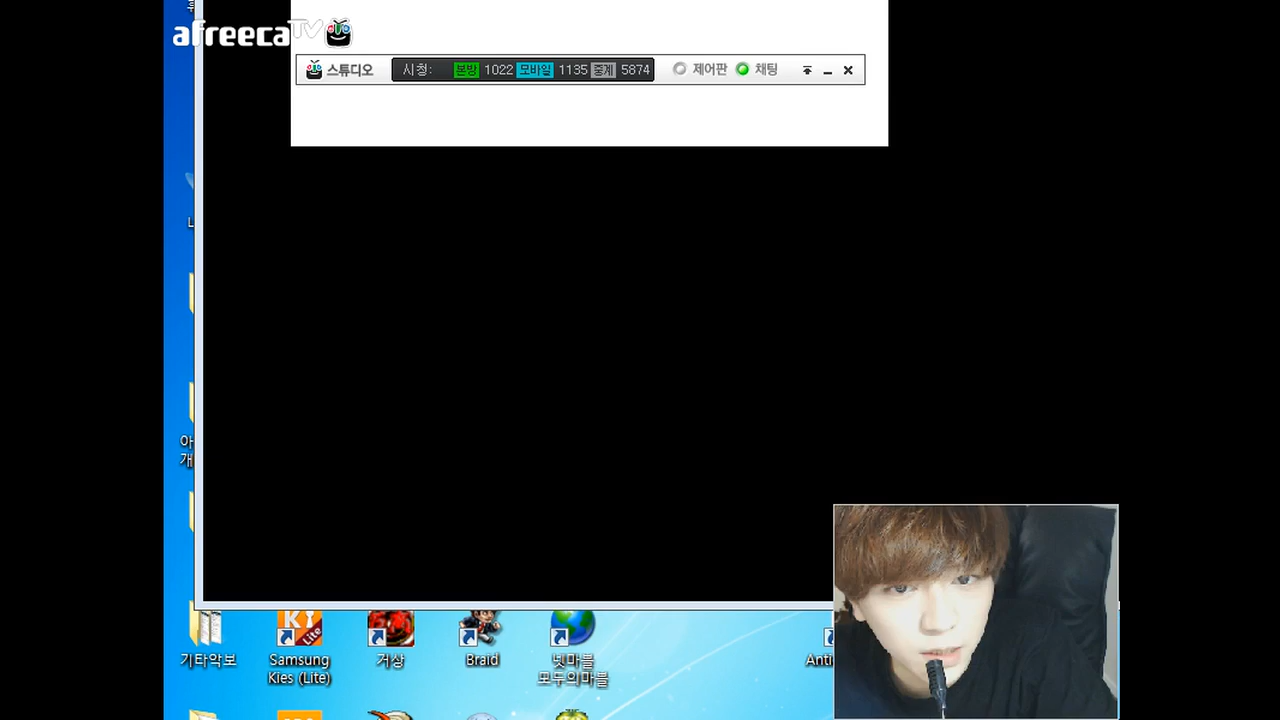 afreecaTV
스튜디오 시청: 본방 1022 모바일 1135 중계 5874 제어판 채팅
기타악보
Samsung
Kies (Lite)
거상
Braid
넷마블
모두의마블
Anti
아
개